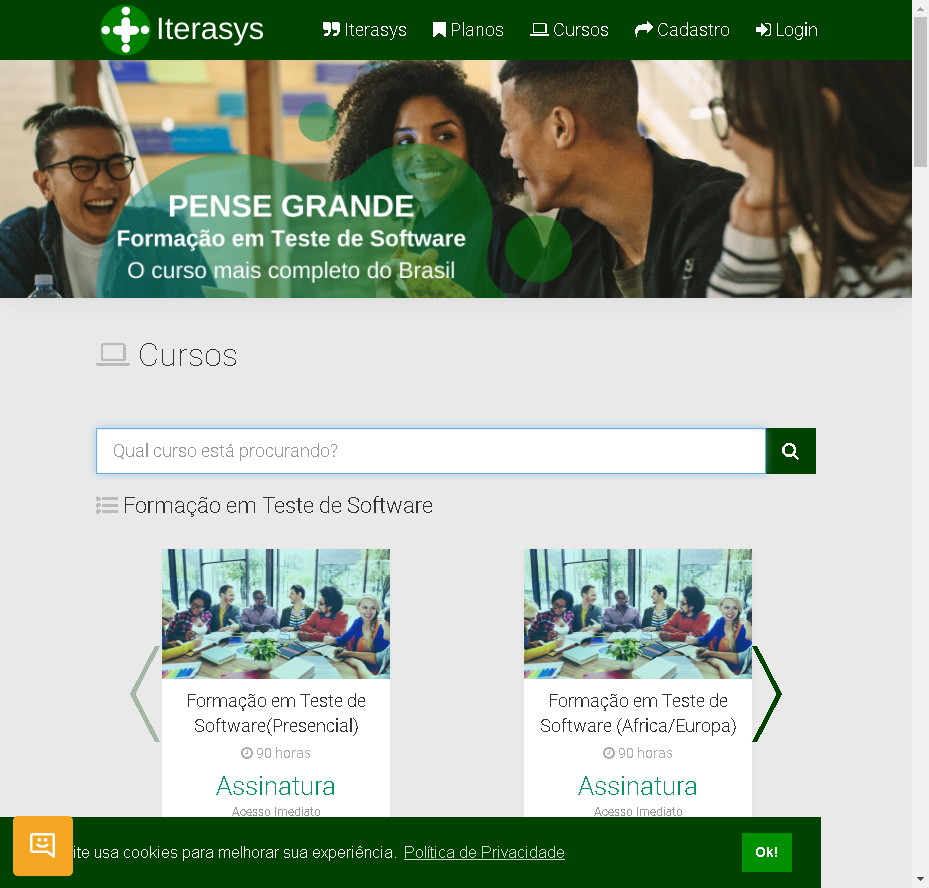 Iterasys
Iterasys Planos Cursos Cadastro Login
PENSE GRANDE
Formação em Teste de Software
O curso mais completo do Brasil
Cursos
Qual curso está procurando?
Formação em Teste de Software
Formação em Teste de
Software(Presencial)
90 horas
Assinatura
Acesso Imediato
Formação em Teste de
Software (Africa/Europa)
90 horas
Assinatura
Acesso Imediato
ite usa cookies para melhorar sua experiência. Política de Privacidade
Ok!